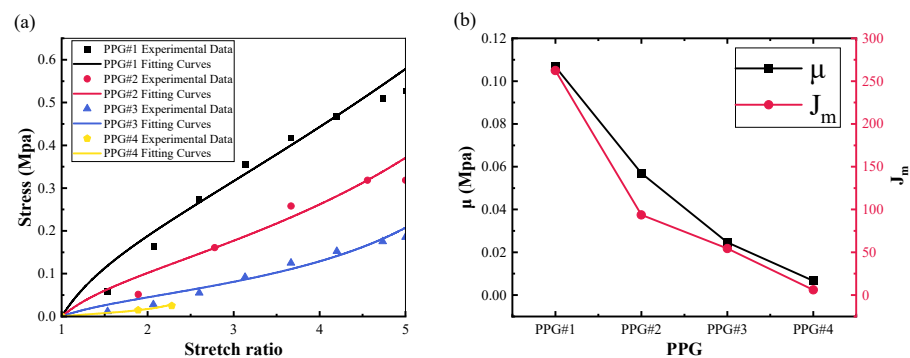 (a)
PPG#1 Experimental Data
PPG#1 Fitting Curves
PPG#2 Experimental Data
PPG#2 Fitting Curves
PPG#3 Experimental Data
PPG#3 Fitting Curves
PPG#4 Experimental Data
PPG#4 Fitting Curves
Stress (Mpa)
0.6
0.5
0.4
0.3
0.2
0.1
0.0
1
2
3
4
5
Stretch ratio
(b)
μ (Mpa)
0.12
0.10
0.08
0.06
0.04
0.02
0.00
μ
J_m
300
250
200
150
100
50
0
J_m
PPG#1
PPG#2
PPG#3
PPG#4
PPG